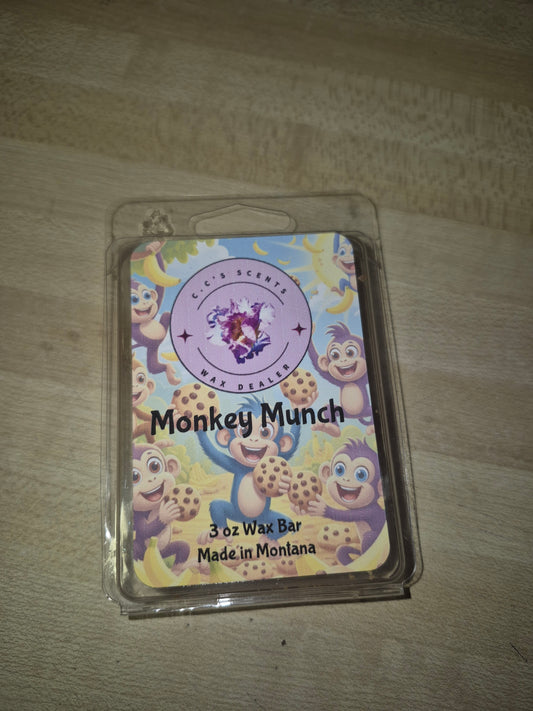 C.C'S SCENTS
WAX DEALER
Monkey Munch
3 oz Wax Bar
Made in Montana